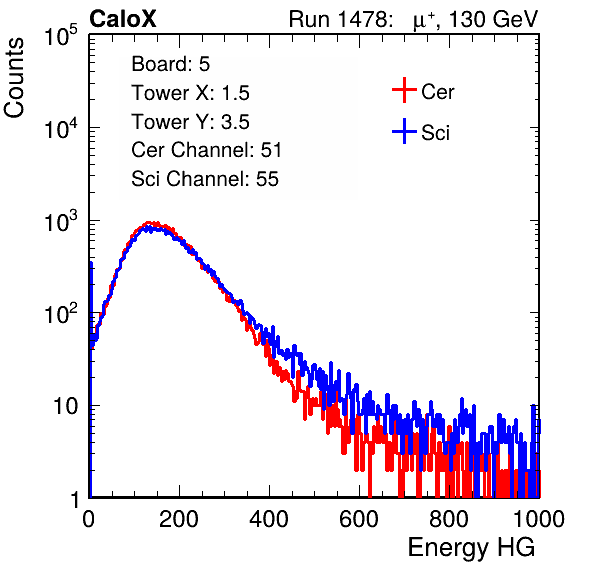 CaloX Run 1478: μ⁺, 130 GeV
Counts
Board: 5
Tower X: 1.5
Tower Y: 3.5
Cer Channel: 51
Sci Channel: 55
Cer
Sci
10⁵
10⁴
10³
10²
10
1
0 200 400 600 800 1000
Energy HG